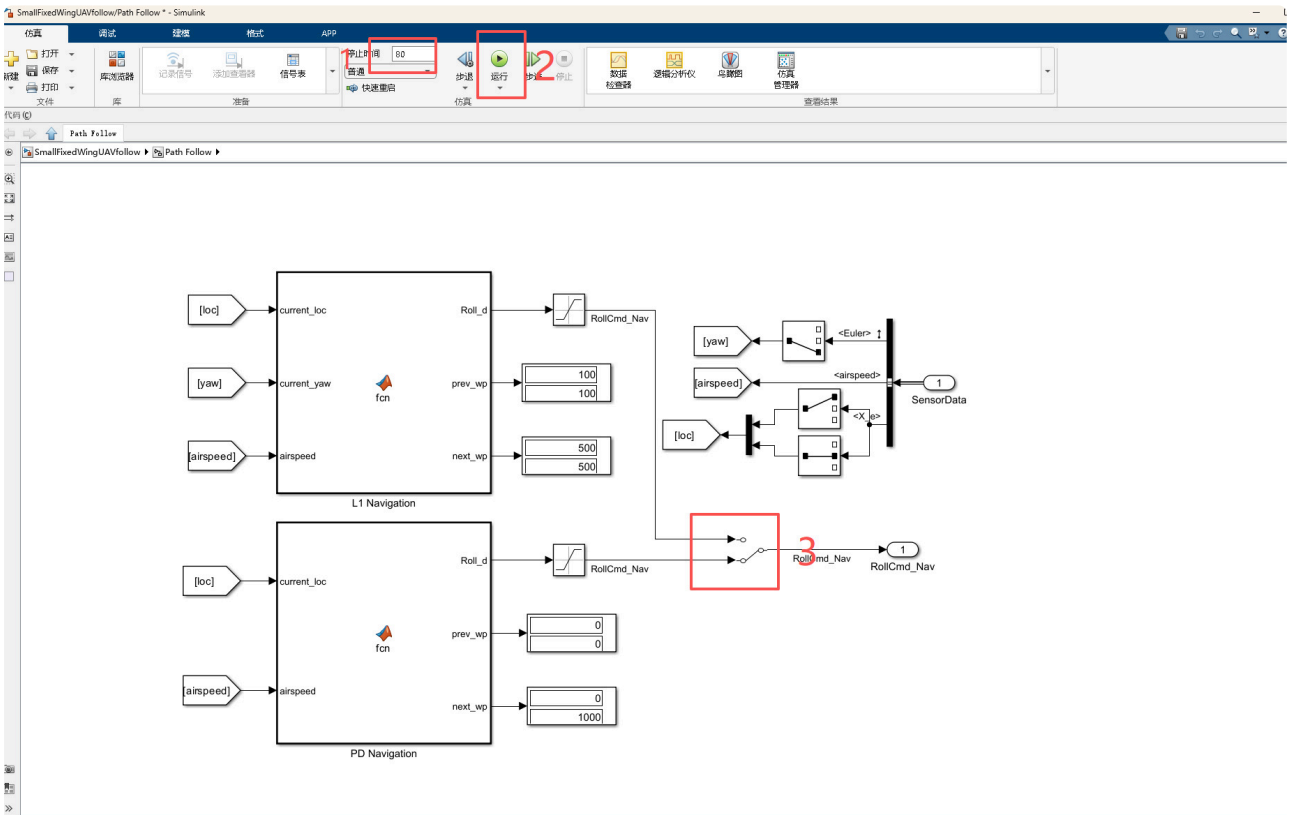 SmallFixedWingUAVfollow/Path Follow * - Simulink
仿真 调试 建模 格式 APP
新建
打开
保存
打印
文件
库浏览器
库
记录信号
添加查看器
信号表
准备
停止时间 80
普通
快速重启
步退
运行
步进
停止
仿真
数据
检查器
逻辑分析仪
鸟瞰图
仿真
管理器
查看结果
1
2
代码(C)
Path Follow
SmallFixedWingUAVfollow Path Follow
[loc]
current_loc
Roll_d
RollCmd_Nav
[yaw]
current_yaw
fcn
prev_wp
100
100
[airspeed]
airspeed
next_wp
500
500
L1 Navigation
[yaw]
<Euler>
[airspeed]
<airspeed>
1
SensorData
[loc]
<X_e>
[loc]
current_loc
Roll_d
RollCmd_Nav
3
RollCmd_Nav
1
RollCmd_Nav
fcn
prev_wp
0
0
[airspeed]
airspeed
next_wp
0
1000
PD Navigation